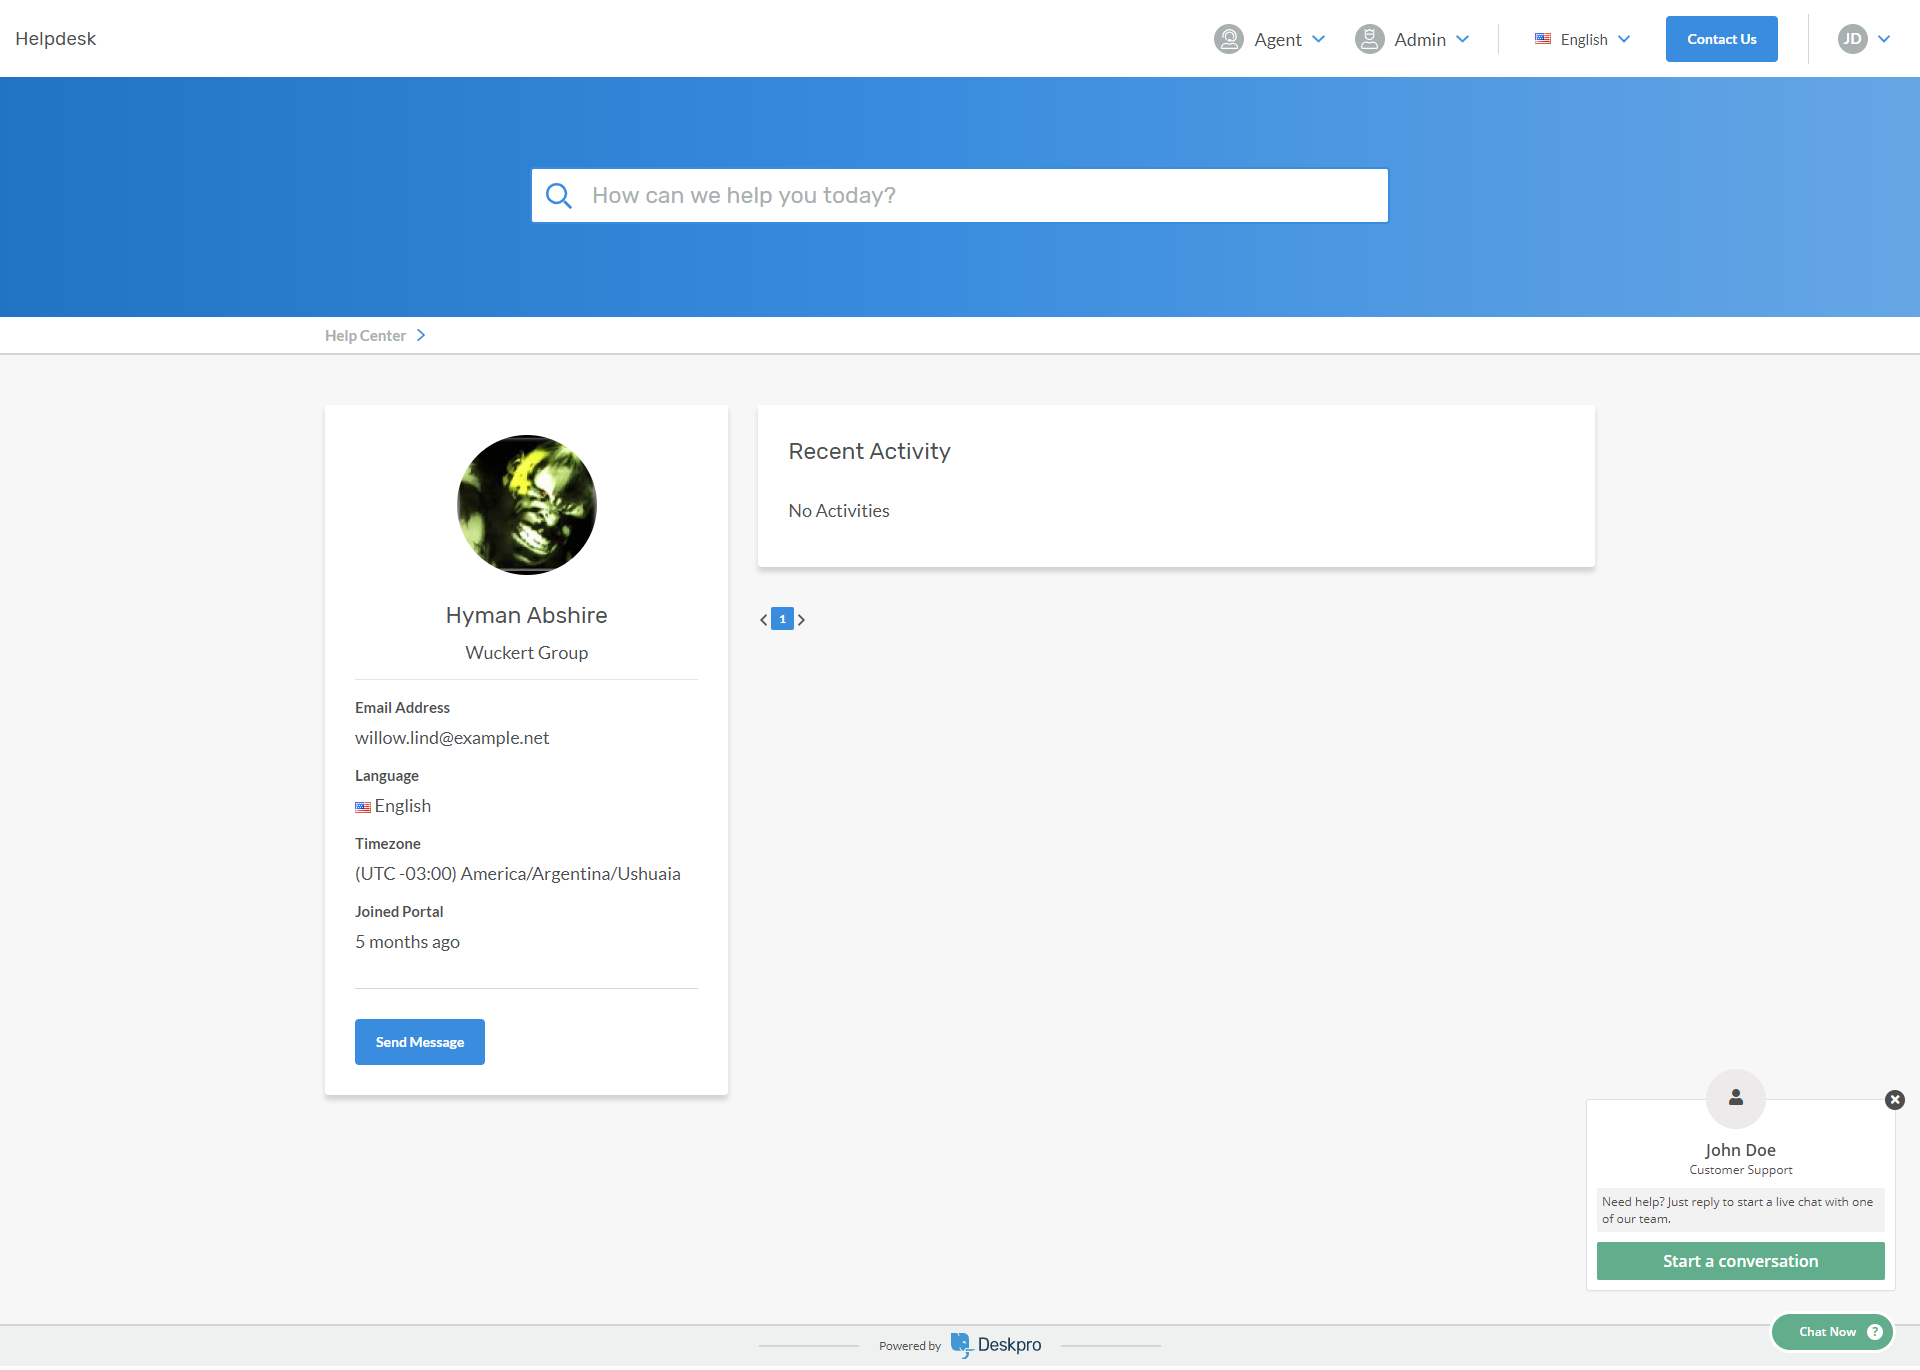 Helpdesk
Agent
Admin
English
Contact Us
JD
How can we help you today?
Help Center
Hyman Abshire
Wuckert Group
Email Address
willow.lind@example.net
Language
English
Timezone
(UTC -03:00) America/Argentina/Ushuaia
Joined Portal
5 months ago
Send Message
Recent Activity
No Activities
1
John Doe
Customer Support
Need help? Just reply to start a live chat with one
of our team.
Start a conversation
Chat Now ?
Powered by Deskpro